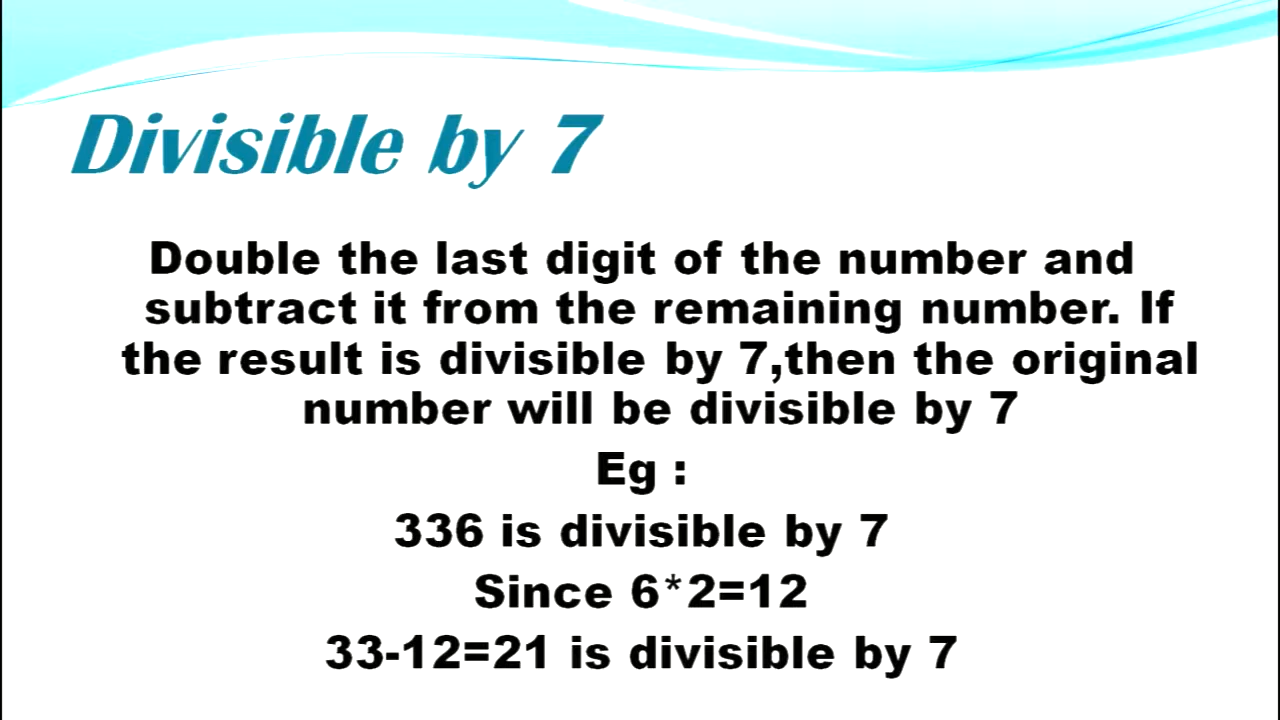 Divisible by 7
Double the last digit of the number and
subtract it from the remaining number. If
the result is divisible by 7,then the original
number will be divisible by 7
Eg :
336 is divisible by 7
Since 6*2=12
33-12=21 is divisible by 7